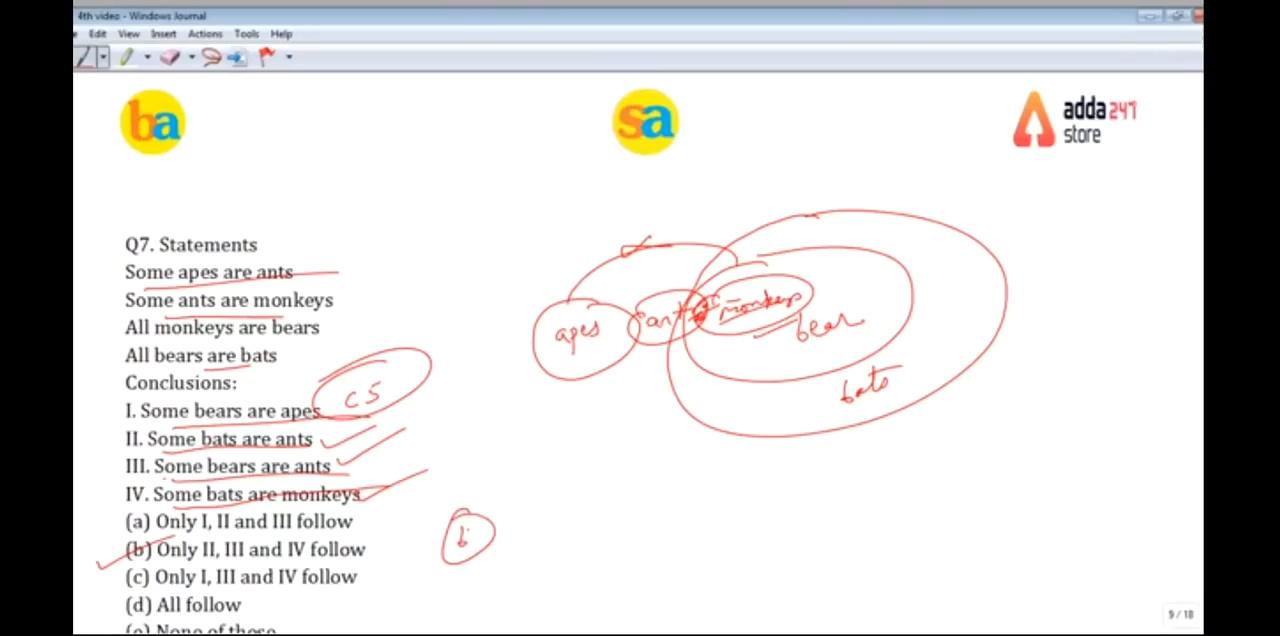 4th video - Windows Journal
Edit View Insert Actions Tools Help
ba
sa
adda247
store
Q7. Statements
Some apes are ants
Some ants are monkeys
All monkeys are bears
All bears are bats
Conclusions:
I. Some bears are apes
II. Some bats are ants
III. Some bears are ants
IV. Some bats are monkeys
(a) Only I, II and III follow
(b) Only II, III and IV follow
(c) Only I, III and IV follow
(d) All follow
(e) None of these
CS
apes
ants
monkeys
bear
bats
b
9 / 18